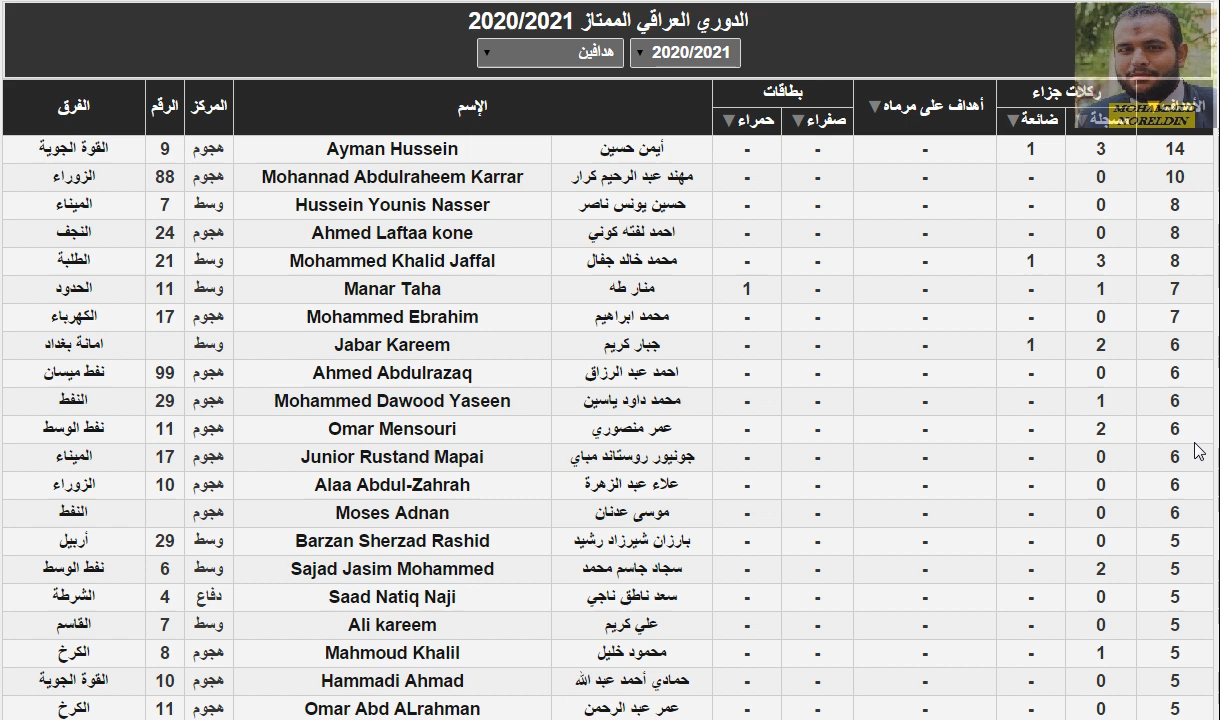 الدوري العراقي الممتاز 2020/2021
2020/2021 هدافين
الأهداف ركلات جزاء مسجلة ضائعة أهداف على مرماه بطاقات صفراء حمراء الإسم المركز الرقم الفرق
MOHAMMED
NORELDIN
14 3 1 - - - أيمن حسين Ayman Hussein هجوم 9 القوة الجوية
10 0 - - - - مهند عبد الرحيم كرار Mohannad Abdulraheem Karrar هجوم 88 الزوراء
8 0 - - - - حسين يونس ناصر Hussein Younis Nasser وسط 7 الميناء
8 0 - - - - احمد لفته كوني Ahmed Laftaa kone هجوم 24 النجف
8 3 1 - - - محمد خالد جفال Mohammed Khalid Jaffal وسط 21 الطلبة
7 1 - - - 1 منار طه Manar Taha وسط 11 الحدود
7 0 - - - - محمد ابراهيم Mohammed Ebrahim هجوم 17 الكهرباء
6 2 1 - - - جبار كريم Jabar Kareem وسط امانة بغداد
6 0 - - - - احمد عبد الرزاق Ahmed Abdulrazaq هجوم 99 نفط ميسان
6 1 - - - - محمد داود ياسين Mohammed Dawood Yaseen هجوم 29 النفط
6 2 - - - - عمر منصوري Omar Mensouri هجوم 11 نفط الوسط
6 0 - - - - جونيور روستاند مباي Junior Rustand Mapai هجوم 17 الميناء
6 0 - - - - علاء عبد الزهرة Alaa Abdul-Zahrah هجوم 10 الزوراء
6 0 - - - - موسى عدنان Moses Adnan هجوم النفط
5 0 - - - - بارزان شيرزاد رشيد Barzan Sherzad Rashid وسط 29 أربيل
5 2 - - - - سجاد جاسم محمد Sajad Jasim Mohammed وسط 6 نفط الوسط
5 0 - - - - سعد ناطق ناجي Saad Natiq Naji دفاع 4 الشرطة
5 0 - - - - علي كريم Ali kareem وسط 7 القاسم
5 1 - - - - محمود خليل Mahmoud Khalil هجوم 8 الكرخ
5 0 - - - - حمادي أحمد عبد الله Hammadi Ahmad هجوم 10 القوة الجوية
5 0 - - - - عمر عبد الرحمن Omar Abd ALrahman هجوم 11 الكرخ